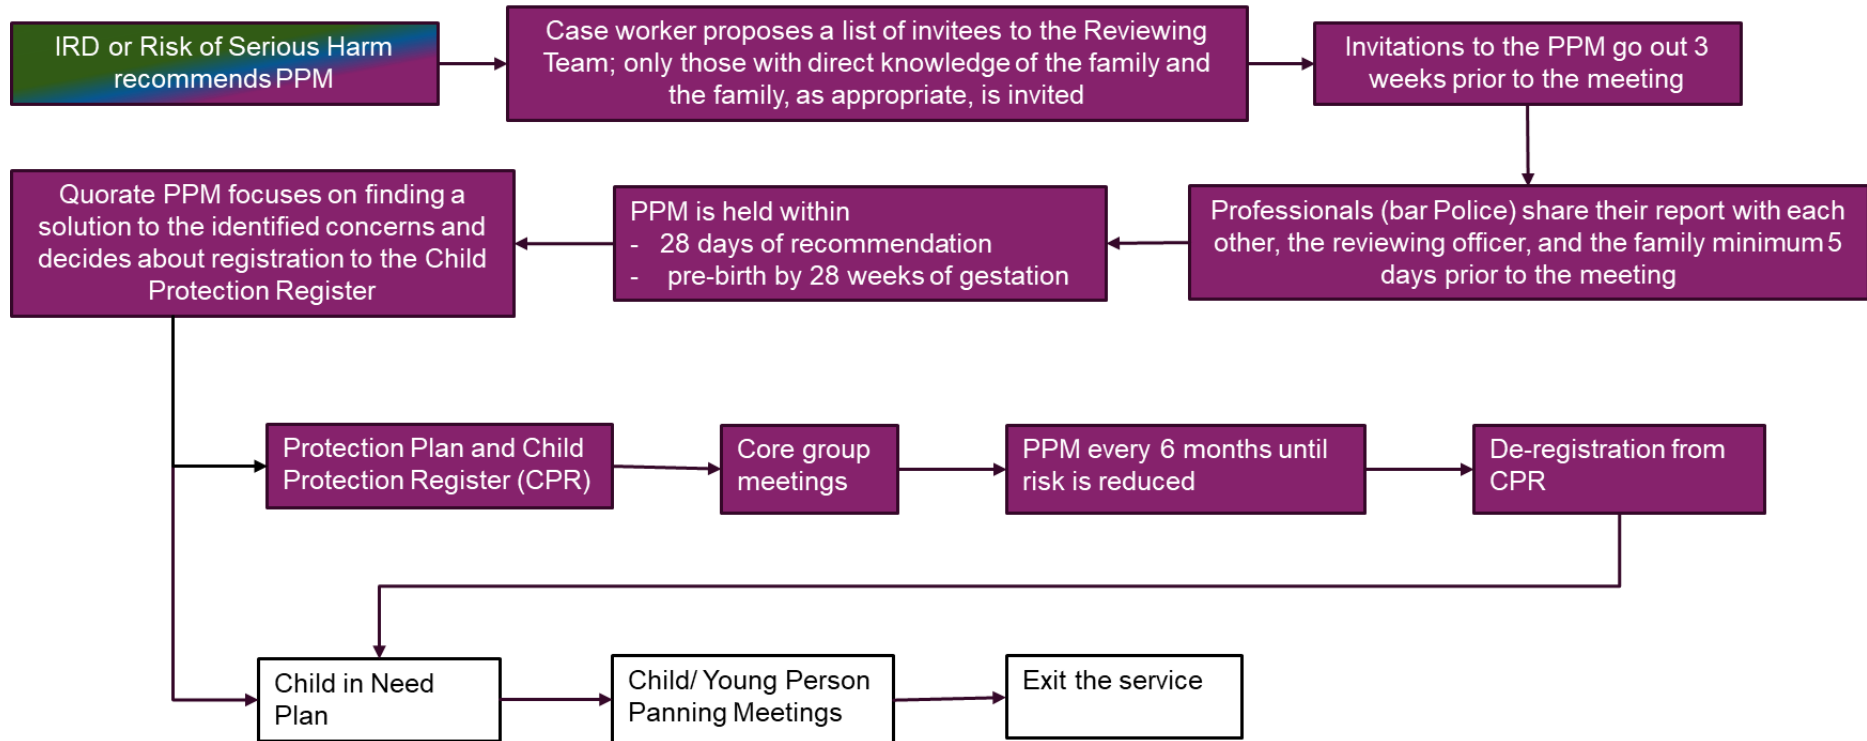 IRD or Risk of Serious Harm
recommends PPM
Case worker proposes a list of invitees to the Reviewing
Team; only those with direct knowledge of the family and
the family, as appropriate, is invited
Invitations to the PPM go out 3
weeks prior to the meeting
Quorate PPM focuses on finding a
solution to the identified concerns and
decides about registration to the Child
Protection Register
PPM is held within
- 28 days of recommendation
- pre-birth by 28 weeks of gestation
Professionals (bar Police) share their report with each
other, the reviewing officer, and the family minimum 5
days prior to the meeting
Protection Plan and Child
Protection Register (CPR)
Core group
meetings
PPM every 6 months until
risk is reduced
De-registration from
CPR
Child in Need
Plan
Child/ Young Person
Panning Meetings
Exit the service